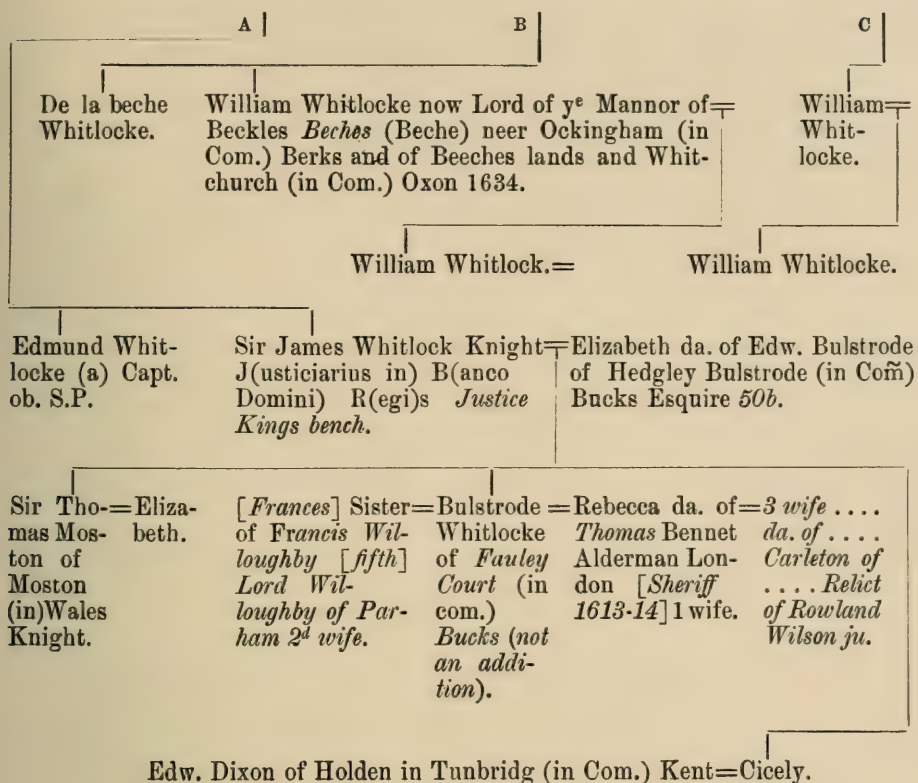 A B C
De la beche
Whitlocke.
William Whitlocke now Lord of yᵉ Mannor of=
Beckles Beches (Beche) neer Ockingham (in
Com.) Berks and of Beeches lands and Whit-
church (in Com.) Oxon 1634.
William=
Whit-
locke.
William Whitlock.=
William Whitlocke.
Edmund Whit-
locke (a) Capt.
ob. S.P.
Sir James Whitlock Knight=
J(usticiarius in) B(anco
Domini) R(egi)s Justice
Kings bench.
Elizabeth da. of Edw. Bulstrode
of Hedgley Bulstrode (in Com̃)
Bucks Esquire 50b.
Sir Tho-=
mas Mos-
ton of
Moston
(in)Wales
Knight.
Eliza-
beth.
[Frances] Sister=
of Francis Wil-
loughby [fifth]
Lord Wil-
loughby of Par-
ham 2ᵈ wife.
Bulstrode =
Whitlocke
of Fauley
Court (in
com.)
Bucks (not
an addi-
tion).
Rebecca da. of=
Thomas Bennet
Alderman Lon-
don [Sheriff
1613-14] 1 wife.
3 wife ....
da. of ....
Carleton of
.... Relict
of Rowland
Wilson ju.
Edw. Dixon of Holden in Tunbridg (in Com.) Kent=Cicely.